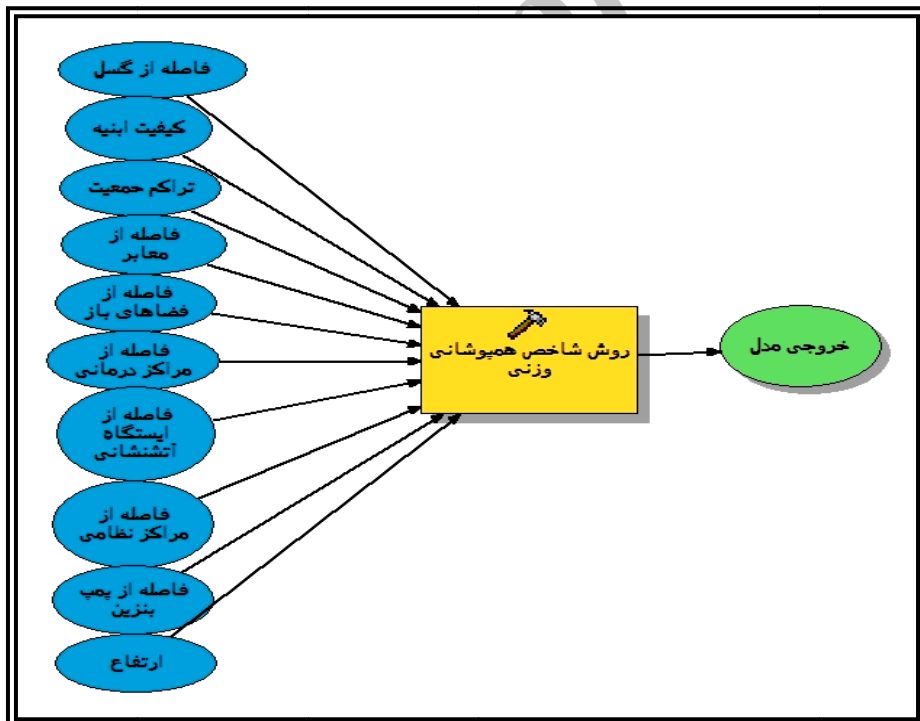 فاصله از گسل
کیفیت ابنیه
تراکم جمعیت
فاصله از
معابر
فاصله از
فضاهای باز
فاصله از
مراکز درمانی
فاصله از
ایستگاه
آتشنشانی
فاصله از
مراکز نظامی
فاصله از پمپ
بنزین
ارتفاع
روش شاخص همپوشانی
وزنی
خروجی مدل